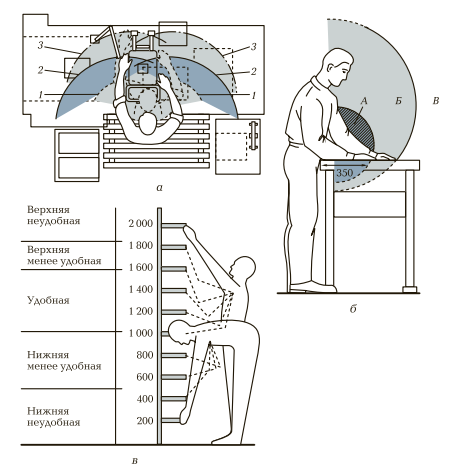 3
2
1
3
2
1
а
А
Б
В
350
б
Верхняя
неудобная
Верхняя
менее удобная
Удобная
Нижняя
менее удобная
Нижняя
неудобная
2 000
1 800
1 600
1 400
1 200
1 000
800
600
400
200
в